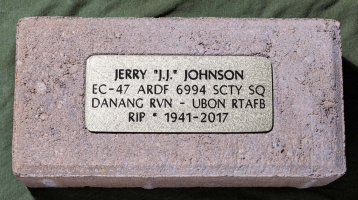 JERRY "J.J." JOHNSON
EC-47 ARDF 6994 SCTY SQ
DANANG RVN - UBON RTAFB
RIP * 1941-2017